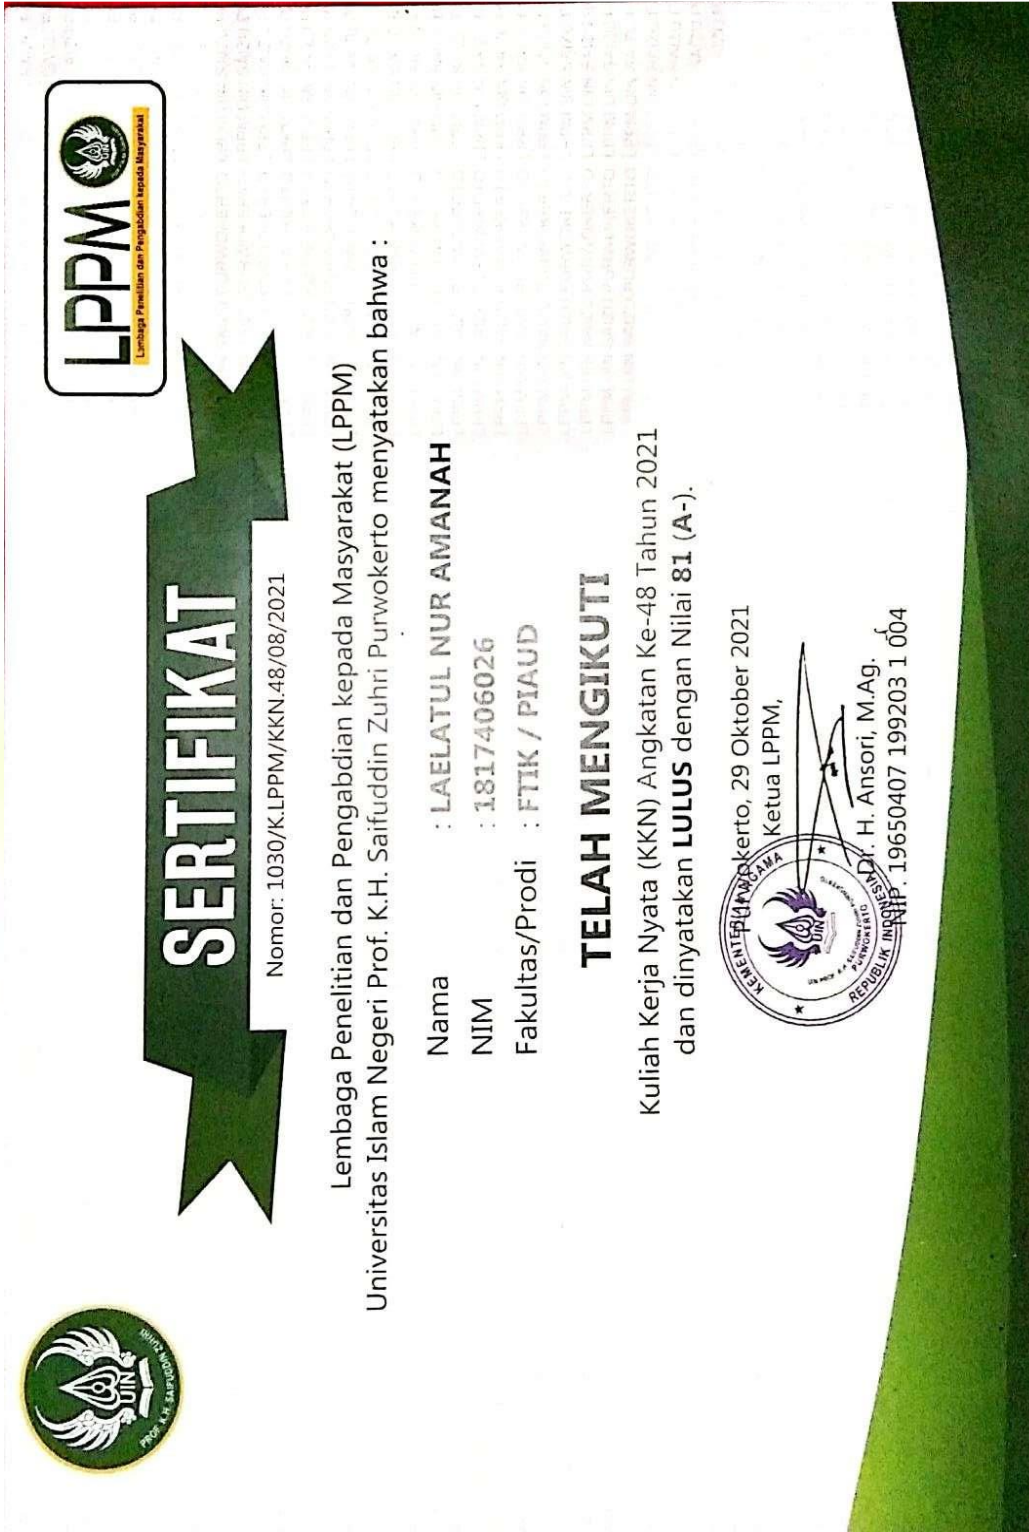 UIN
PROF. K.H. SAIFUDDIN ZUHRI
LPPM
UIN
Lembaga Penelitian dan Pengabdian kepada Masyarakat
SERTIFIKAT
Nomor: 1030/K.LPPM/KKN.48/08/2021
Lembaga Penelitian dan Pengabdian kepada Masyarakat (LPPM)
Universitas Islam Negeri Prof. K.H. Saifuddin Zuhri Purwokerto menyatakan bahwa :
Nama : LAELATUL NUR AMANAH
NIM : 1817406026
Fakultas/Prodi : FTIK / PIAUD
TELAH MENGIKUTI
Kuliah Kerja Nyata (KKN) Angkatan Ke-48 Tahun 2021
dan dinyatakan LULUS dengan Nilai 81 (A-).
Purwokerto, 29 Oktober 2021
Ketua LPPM,
KEMENTERIAN AGAMA
UIN
PURWOKERTO
REPUBLIK INDONESIA
Dr. H. Ansori, M.Ag.
NIP. 19650407 199203 1 004